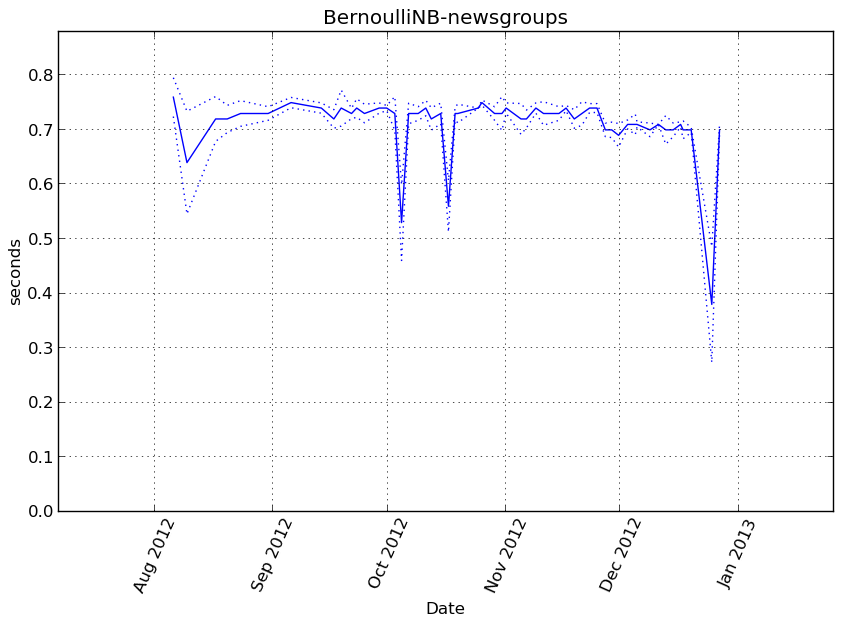 BernoulliNB-newsgroups
0.8
0.7
0.6
0.5
0.4
0.3
0.2
0.1
0.0
seconds
Aug 2012
Sep 2012
Oct 2012
Nov 2012
Dec 2012
Jan 2013
Date